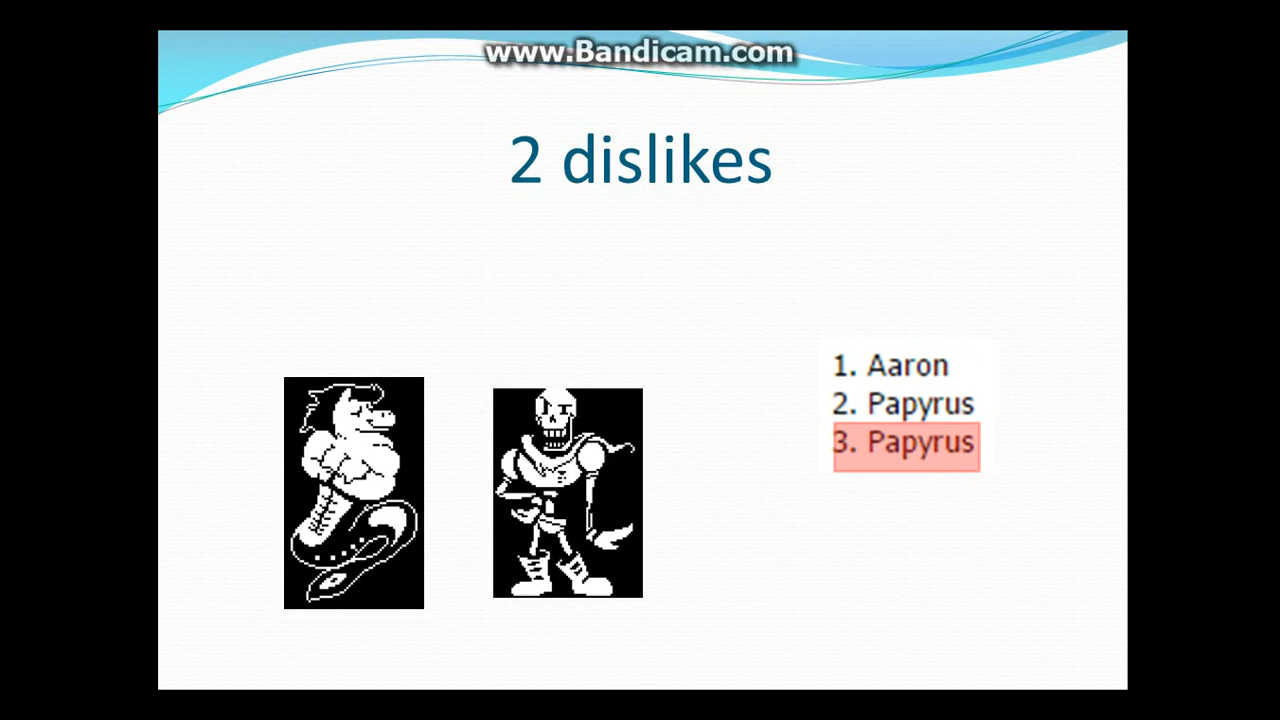 www.Bandicam.com
2 dislikes
1. Aaron
2. Papyrus
3. Papyrus